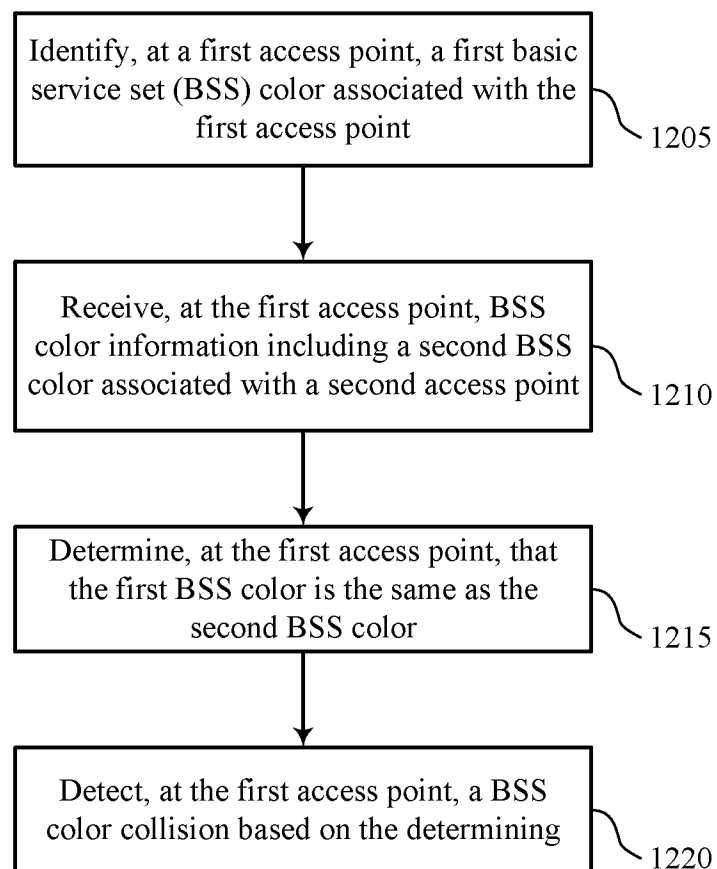 Identify, at a first access point, a first basic
service set (BSS) color associated with the
first access point
1205
Receive, at the first access point, BSS
color information including a second BSS
color associated with a second access point
1210
Determine, at the first access point, that
the first BSS color is the same as the
second BSS color
1215
Detect, at the first access point, a BSS
color collision based on the determining
1220